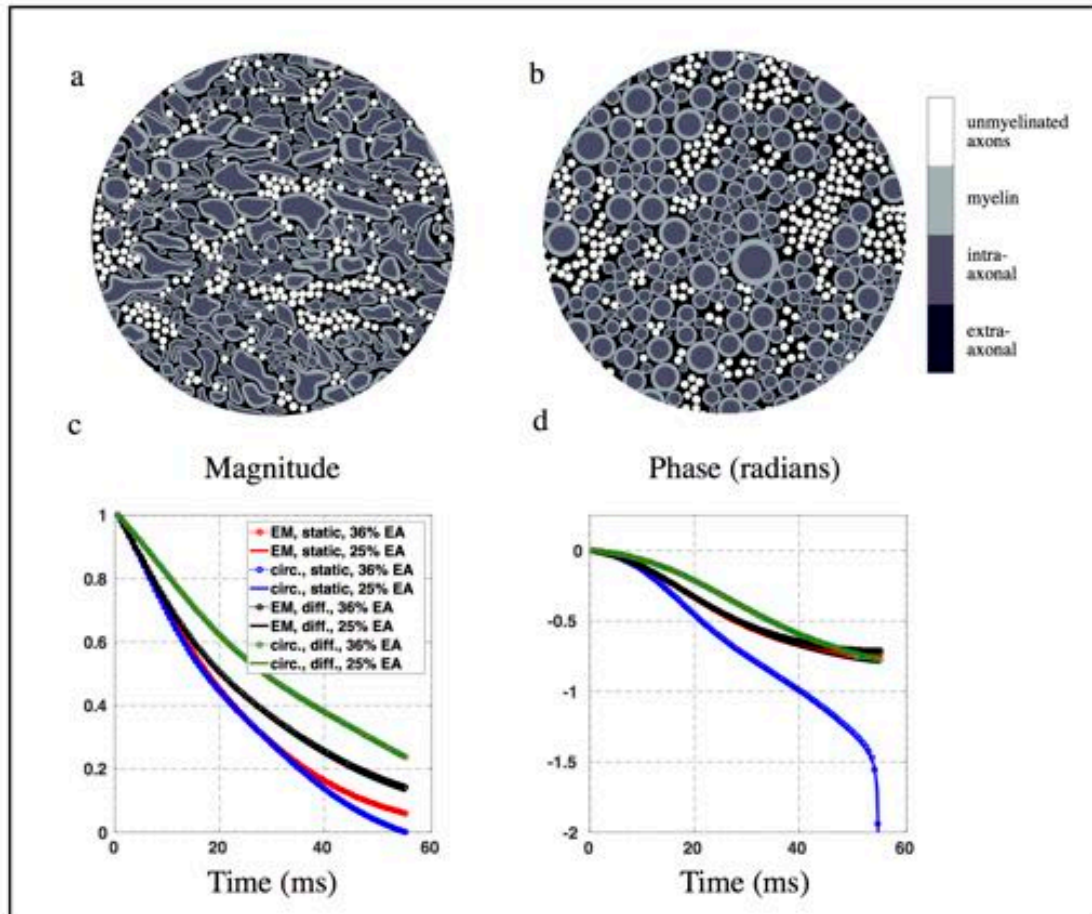 a
b
unmyelinated
axons
myelin
intra-
axonal
extra-
axonal
c
d
Magnitude
Phase (radians)
1
0.8
0.6
0.4
0.2
0
EM, static, 36% EA
EM, static, 25% EA
circ., static, 36% EA
circ., static, 25% EA
EM, diff., 36% EA
EM, diff., 25% EA
circ., diff., 36% EA
circ., diff., 25% EA
0
20
40
60
Time (ms)
0
-0.5
-1
-1.5
-2
0
20
40
60
Time (ms)